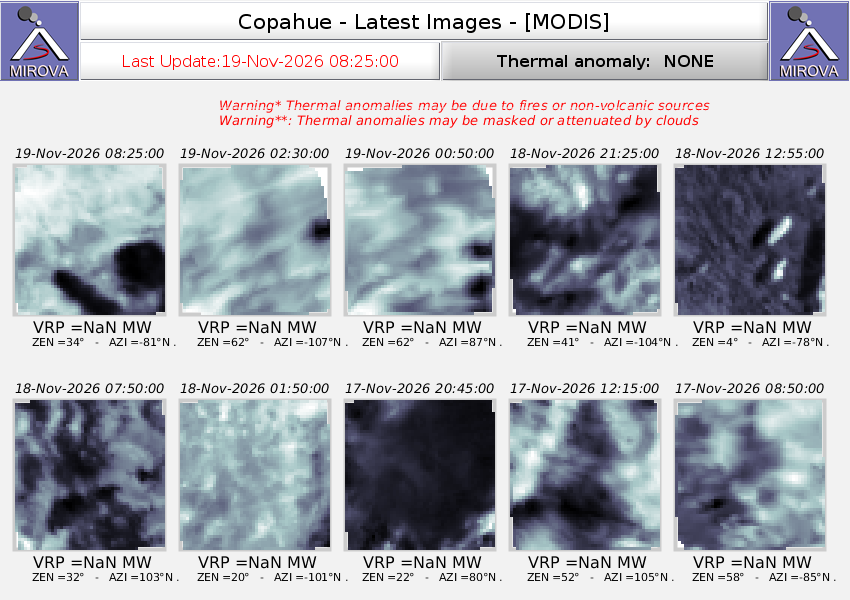 Copahue - Latest Images - [MODIS]
MIROVA
Last Update:19-Nov-2026 08:25:00
Thermal anomaly: NONE
MIROVA
Warning* Thermal anomalies may be due to fires or non-volcanic sources
Warning**: Thermal anomalies may be masked or attenuated by clouds
19-Nov-2026 08:25:00 19-Nov-2026 02:30:00 19-Nov-2026 00:50:00 18-Nov-2026 21:25:00 18-Nov-2026 12:55:00
VRP =NaN MW VRP =NaN MW VRP =NaN MW VRP =NaN MW VRP =NaN MW
ZEN =34° - AZI =-81°N . ZEN =62° - AZI =-107°N . ZEN =62° - AZI =87°N . ZEN =41° - AZI =-104°N . ZEN =4° - AZI =-78°N .
18-Nov-2026 07:50:00 18-Nov-2026 01:50:00 17-Nov-2026 20:45:00 17-Nov-2026 12:15:00 17-Nov-2026 08:50:00
VRP =NaN MW VRP =NaN MW VRP =NaN MW VRP =NaN MW VRP =NaN MW
ZEN =32° - AZI =103°N . ZEN =20° - AZI =-101°N . ZEN =22° - AZI =80°N . ZEN =52° - AZI =105°N . ZEN =58° - AZI =-85°N .